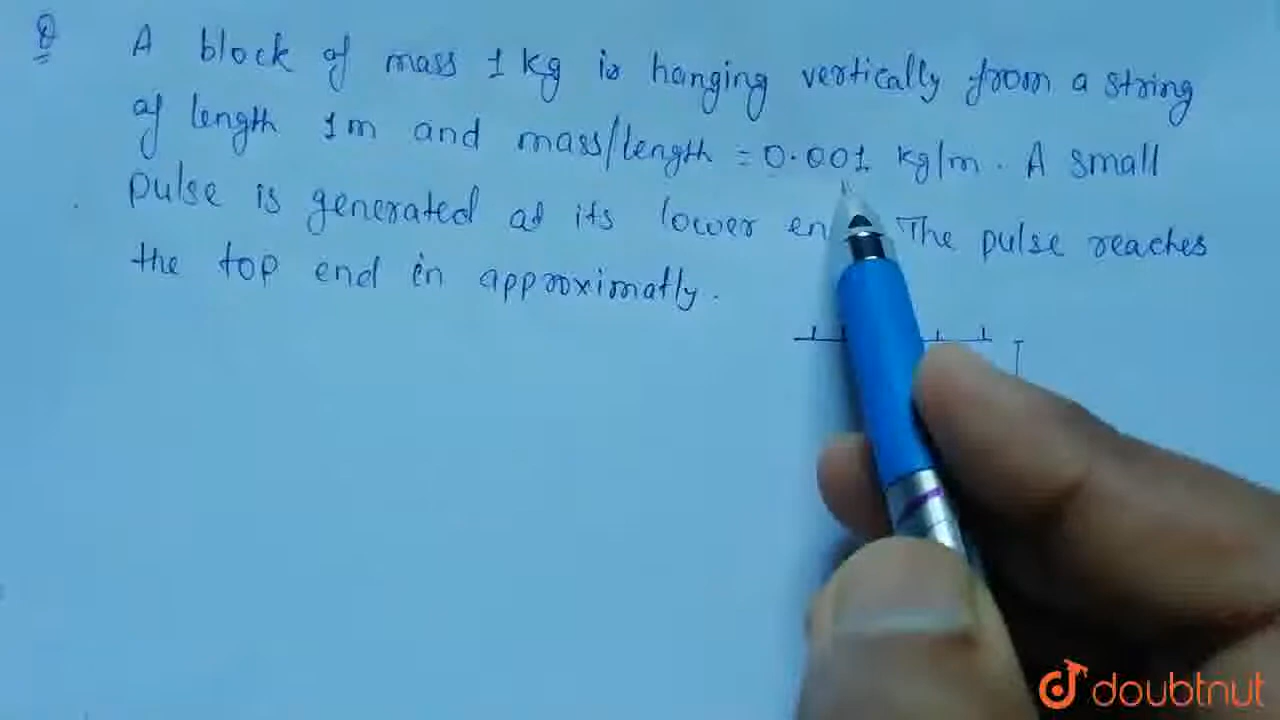 Q A block of mass 1 kg is hanging vertically from a string
of length 1m and mass/length = 0.001 kg/m. A small
pulse is generated at its lower en The pulse reaches
the top end in approximatly.
doubtnut